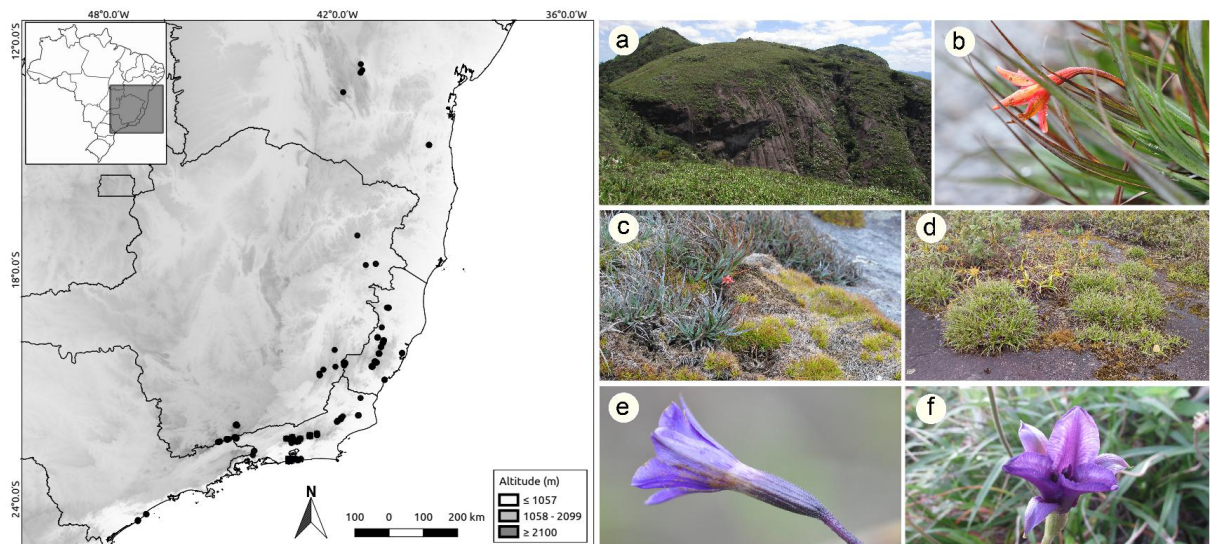 48°0.0'W
42°0.0'W
36°0.0'W
12°0.0'S
18°0.0'S
24°0.0'S
N
100 0 100 200 km
Altitude (m)
≤ 1057
1058 - 2099
≥ 2100
a
b
c
d
e
f